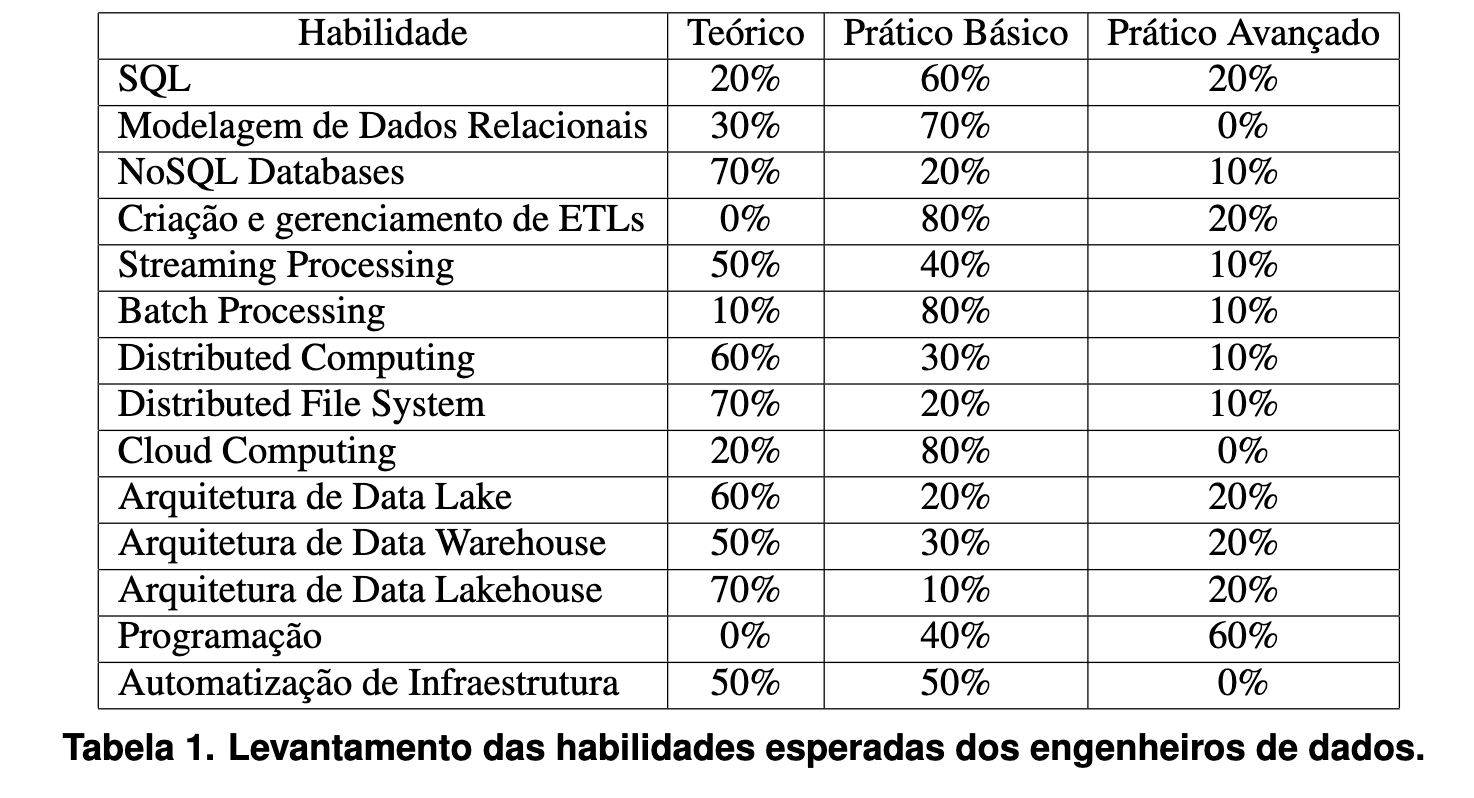 Habilidade Teórico Prático Básico Prático Avançado
SQL 20% 60% 20%
Modelagem de Dados Relacionais 30% 70% 0%
NoSQL Databases 70% 20% 10%
Criação e gerenciamento de ETLs 0% 80% 20%
Streaming Processing 50% 40% 10%
Batch Processing 10% 80% 10%
Distributed Computing 60% 30% 10%
Distributed File System 70% 20% 10%
Cloud Computing 20% 80% 0%
Arquitetura de Data Lake 60% 20% 20%
Arquitetura de Data Warehouse 50% 30% 20%
Arquitetura de Data Lakehouse 70% 10% 20%
Programação 0% 40% 60%
Automatização de Infraestrutura 50% 50% 0%
Tabela 1. Levantamento das habilidades esperadas dos engenheiros de dados.